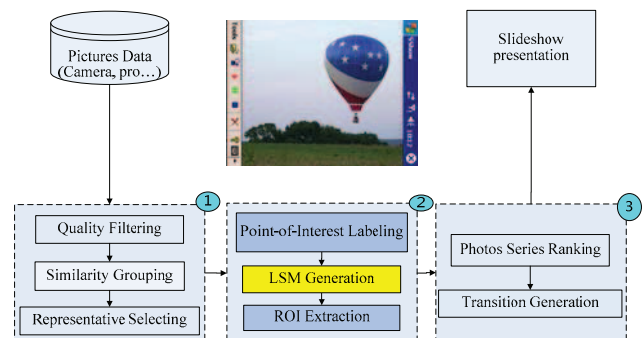 Pictures Data
(Camera, pro...)
Slideshow
presentation
1
2
3
Quality Filtering
Similarity Grouping
Representative Selecting
Point-of-Interest Labeling
LSM Generation
ROI Extraction
Photos Series Ranking
Transition Generation
Tools